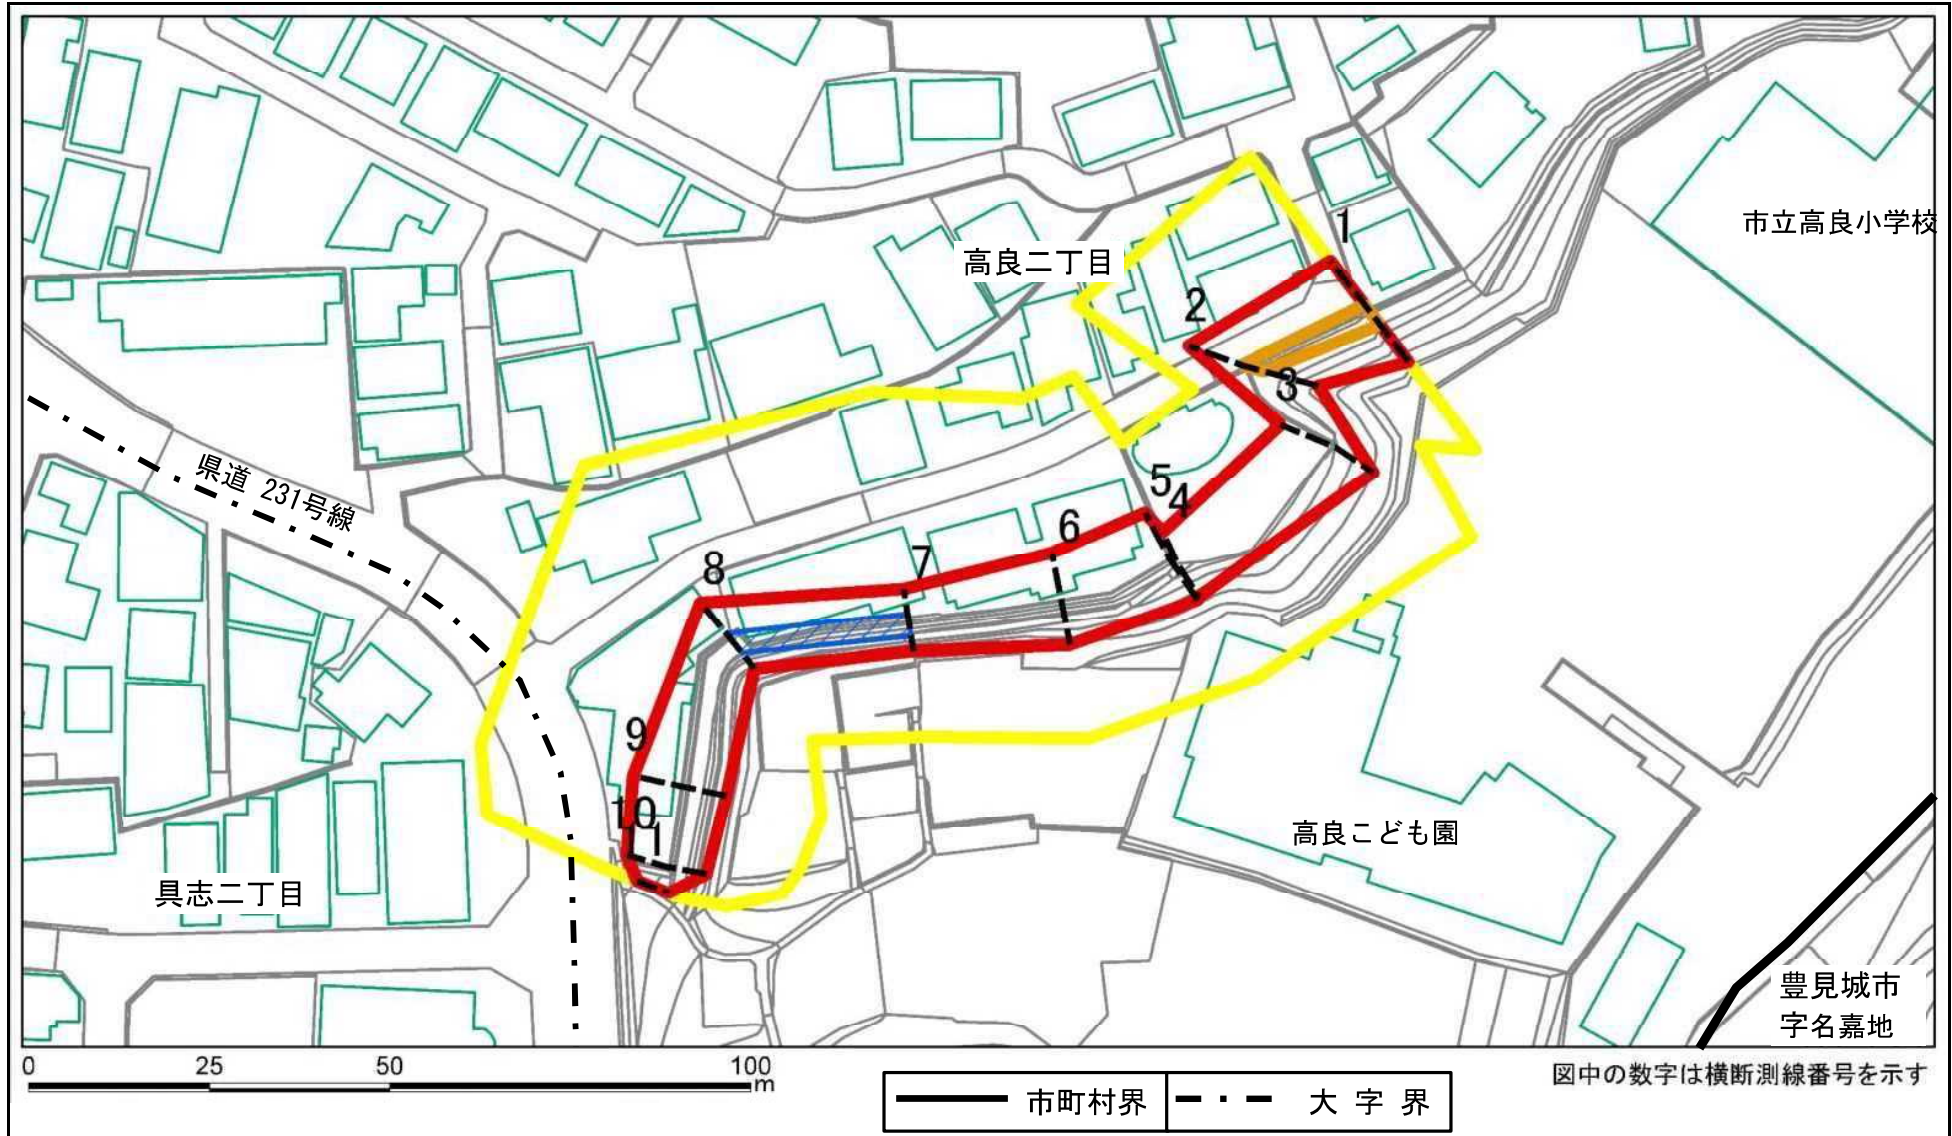 市立高良小学校
1
高良二丁目
2
3
県道 231号線
5
4
6
7
8
9
10
1
高良こども園
具志二丁目
豊見城市
字名嘉地
0 25 50 100
m
図中の数字は横断測線番号を示す
市町村界 大 字 界